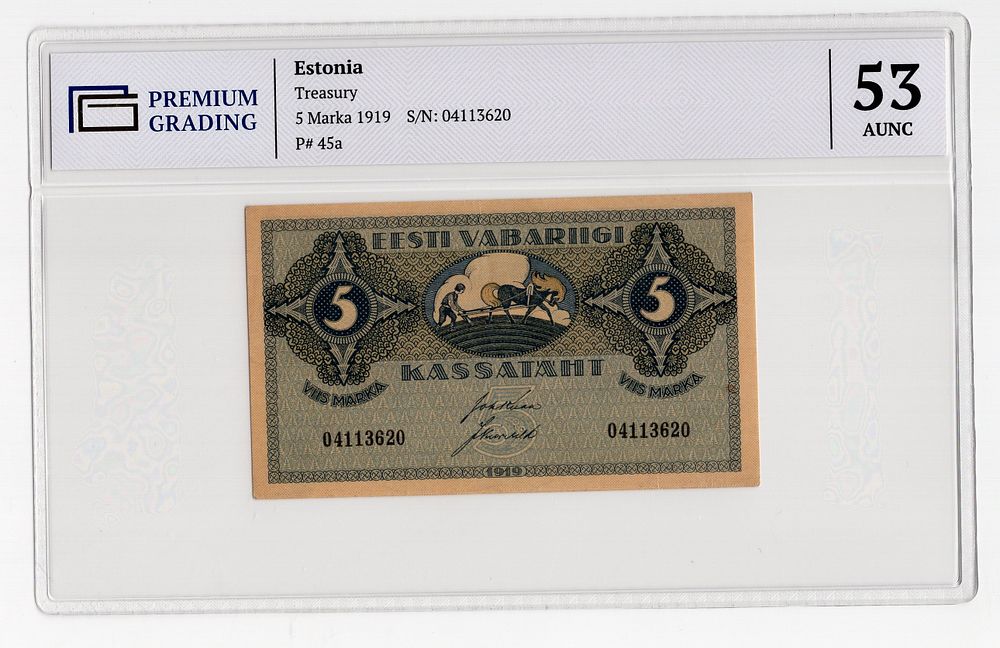 PREMIUM
GRADING
Estonia
Treasury
5 Marka 1919 S/N: 04113620
P# 45a
53
AUNC
EESTI VABARIIGI
5
5
KASSATÄHT
VIIS MARKA
VIIS MARKA
5
04113620
04113620
1919